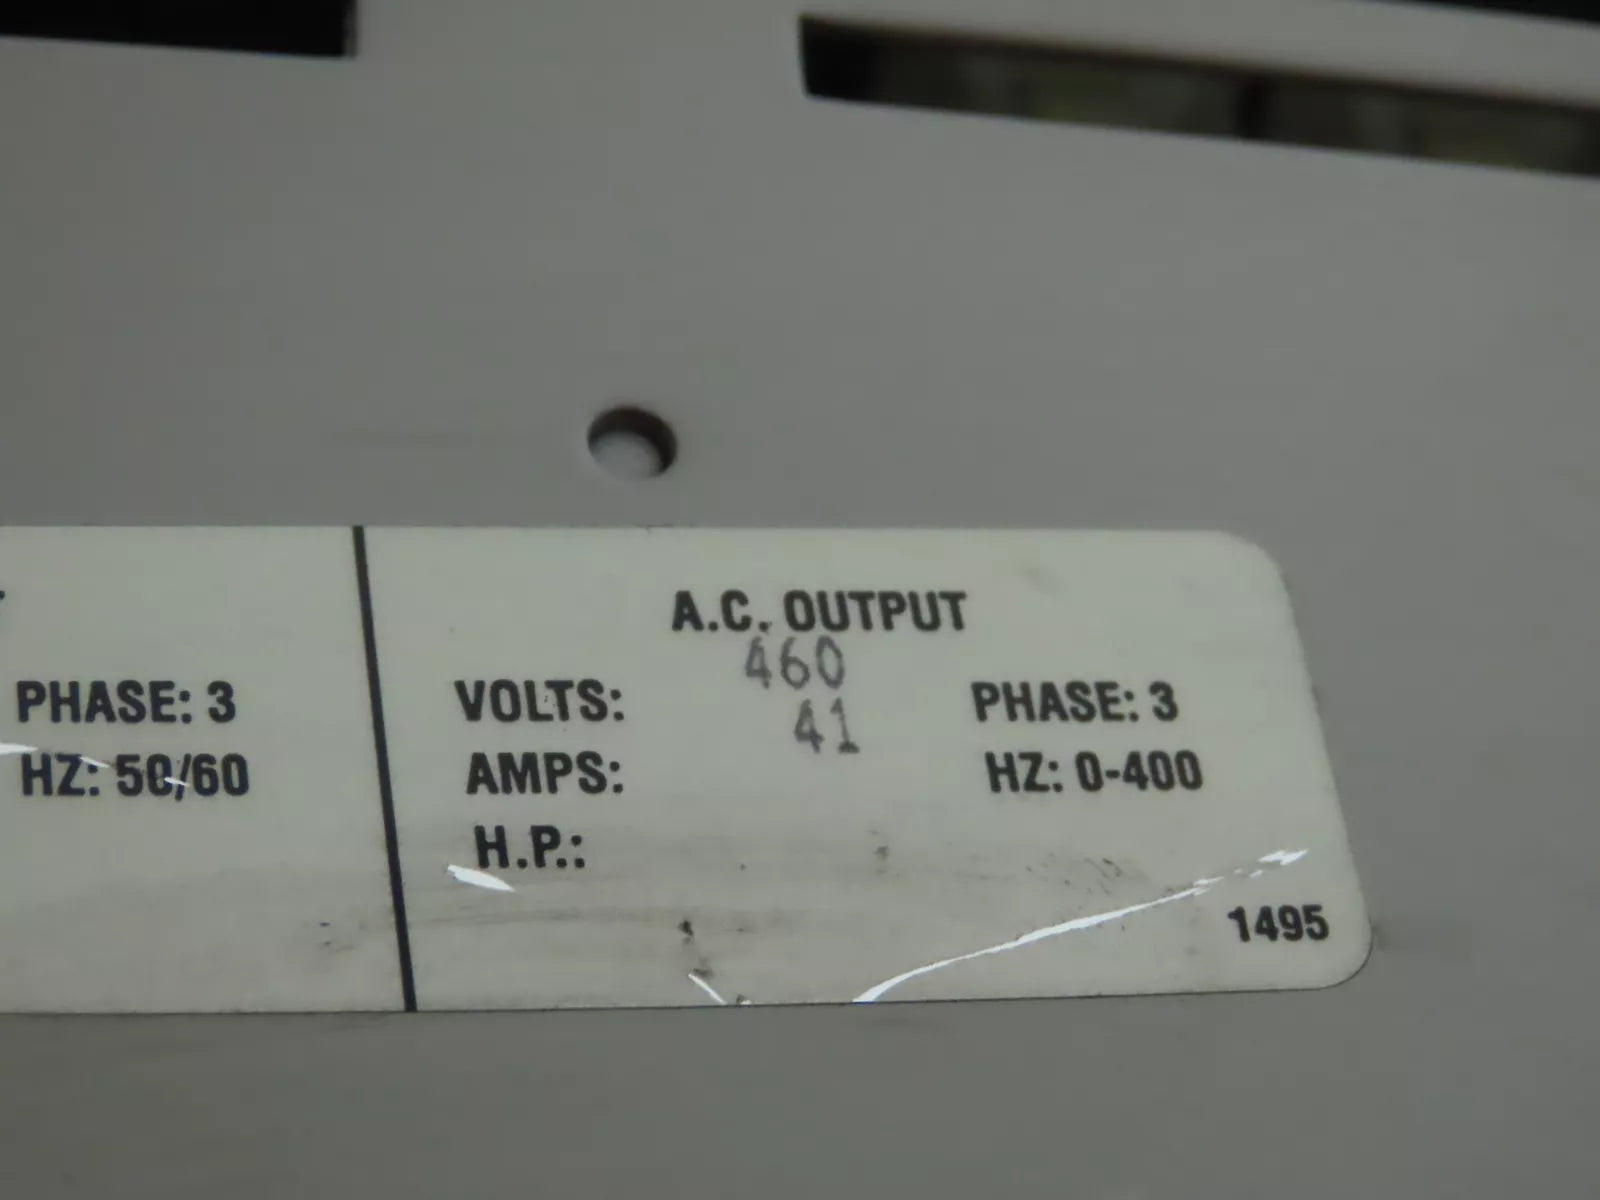 A.C. OUTPUT
460
PHASE: 3 VOLTS: PHASE: 3
41
HZ: 50/60 AMPS: HZ: 0-400
H.P.:
1495